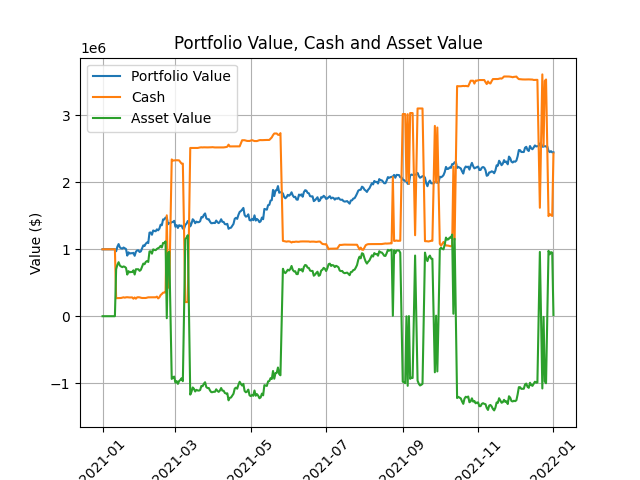 Portfolio Value, Cash and Asset Value
1e6
Portfolio Value
Cash
Asset Value
3
2
1
0
−1
Value ($)
2021-01
2021-03
2021-05
2021-07
2021-09
2021-11
2022-01